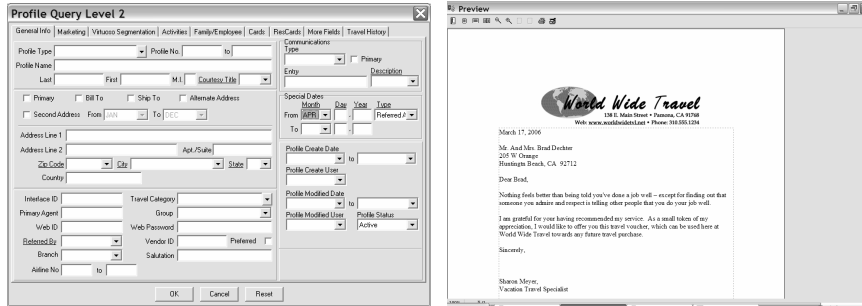 Profile Query Level 2
General Info Marketing Virtuoso Segmentation Activities Family/Employee Cards ResCards More Fields Travel History
Profile Type Profile No. to
Profile Name
Last First M.I. Courtesy Title
Primary Bill To Ship To Alternate Address
Second Address From JAN To DEC
Address Line 1
Address Line 2 Apt./Suite
Zip Code City State
Country
Interface ID Travel Category
Primary Agent Group
Web ID Web Password
Referred By Vendor ID Preferred
Branch Salutation
Airline No to
Communications
Type
Primary
Entry Description
Special Dates
Month Day Year Type
From APR - Referred A
To -
Profile Create Date
to
Profile Create User
Profile Modified Date
to
Profile Modified User Profile Status
Active
OK Cancel Reset
Preview
World Wide Travel
138 E. Main Street • Pamona, CA 91768
Web: www.worldwidetvl.net • Phone: 310.555.1234
March 17, 2006
Mr. And Mrs. Brad Dechter
205 W Orange
Huntingtn Beach, CA 92712
Dear Brad,
Nothing feels better than being told you've done a job well – except for finding out that
someone you admire and respect is telling other people that you do your job well.
I am grateful for your having recommended my service. As a small token of my
appreciation, I would like to offer you this travel voucher, which can be used here at
World Wide Travel towards any future travel purchase.
Sincerely,
Sharon Meyer,
Vacation Travel Specialist